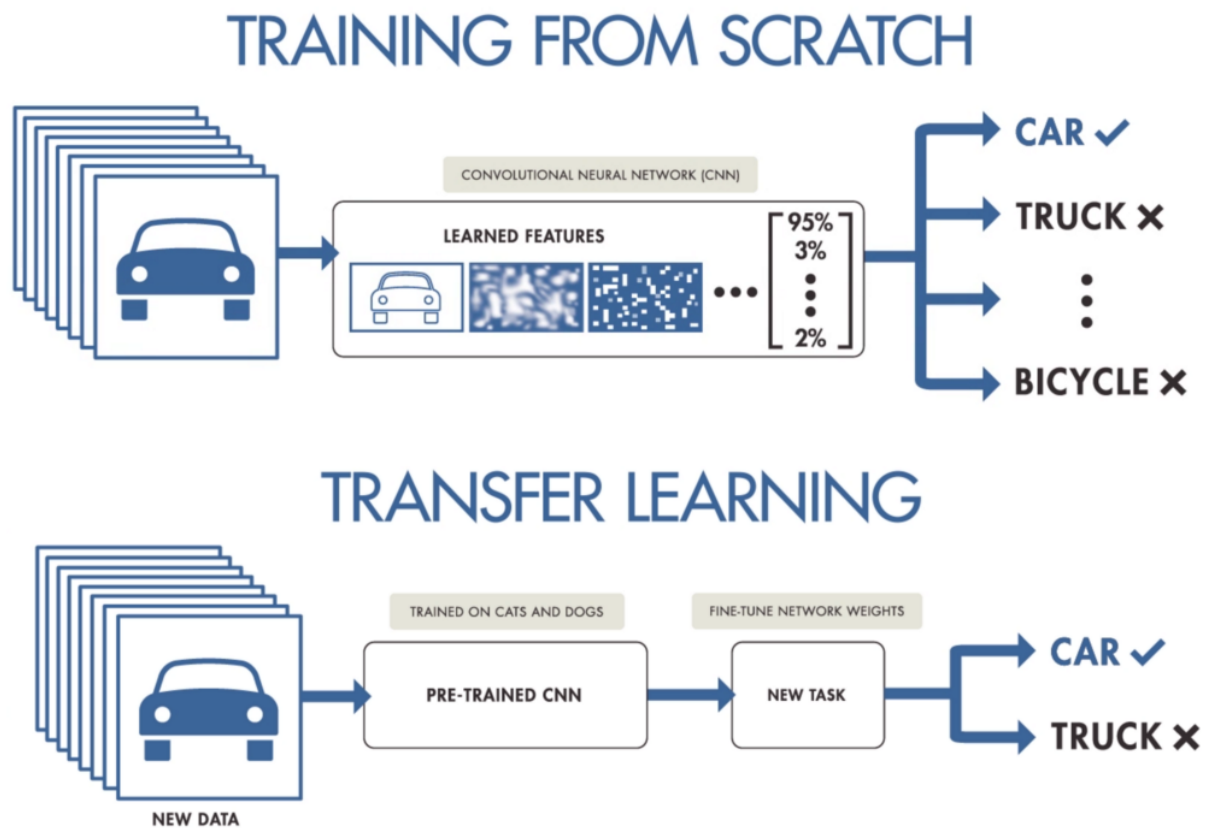 TRAINING FROM SCRATCH
CONVOLUTIONAL NEURAL NETWORK (CNN)
LEARNED FEATURES
95%
3%
2%
CAR
TRUCK
BICYCLE
TRANSFER LEARNING
NEW DATA
TRAINED ON CATS AND DOGS
PRE-TRAINED CNN
FINE-TUNE NETWORK WEIGHTS
NEW TASK
CAR
TRUCK